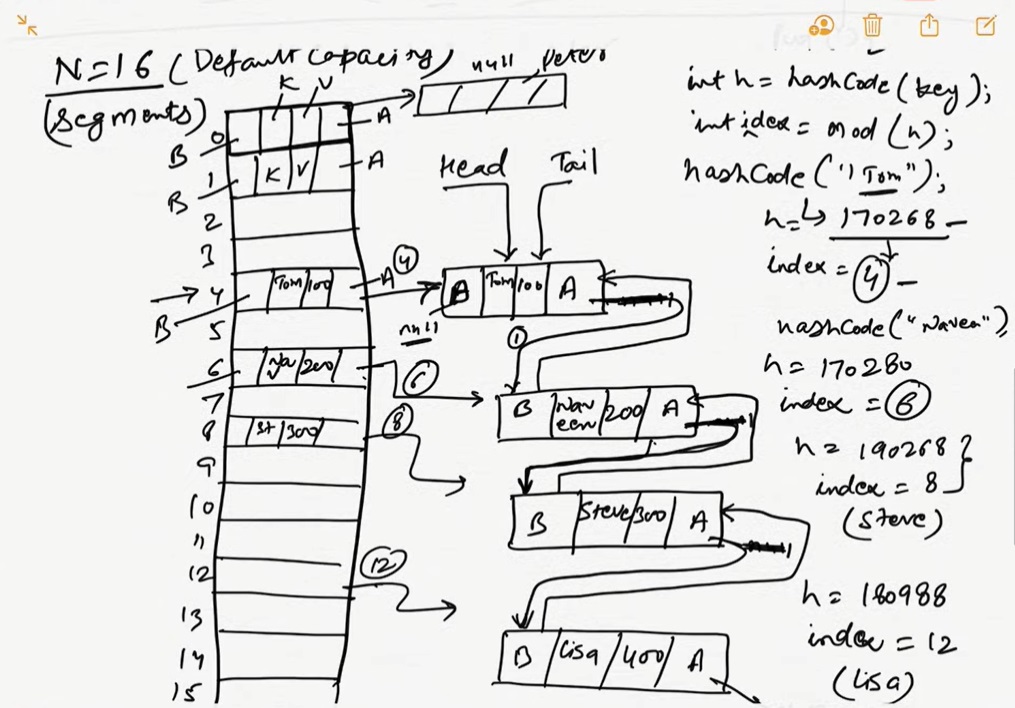 N=16 (Default capacity)
(Segments)
K V
null Peter
A
0
B
K V
A
1
B
2
3
Head Tail
4
Tom/100
A
4
B
B Tom 100 A
null
1
5
6
Na/200
6
7
B Nav een/200/ A
8
St/300
8
9
B Steve/300 A
10
11
12
12
13
B /Lisa/400/ A
14
15
int h = hashCode(key);
int idex = mod(h);
hashCode("Tom");
h= 170268
index = 4
hashCode("Naveen")
h= 170280
index = 6
h= 190268
index = 8
(Steve)
h= 180988
index = 12
(Lisa)